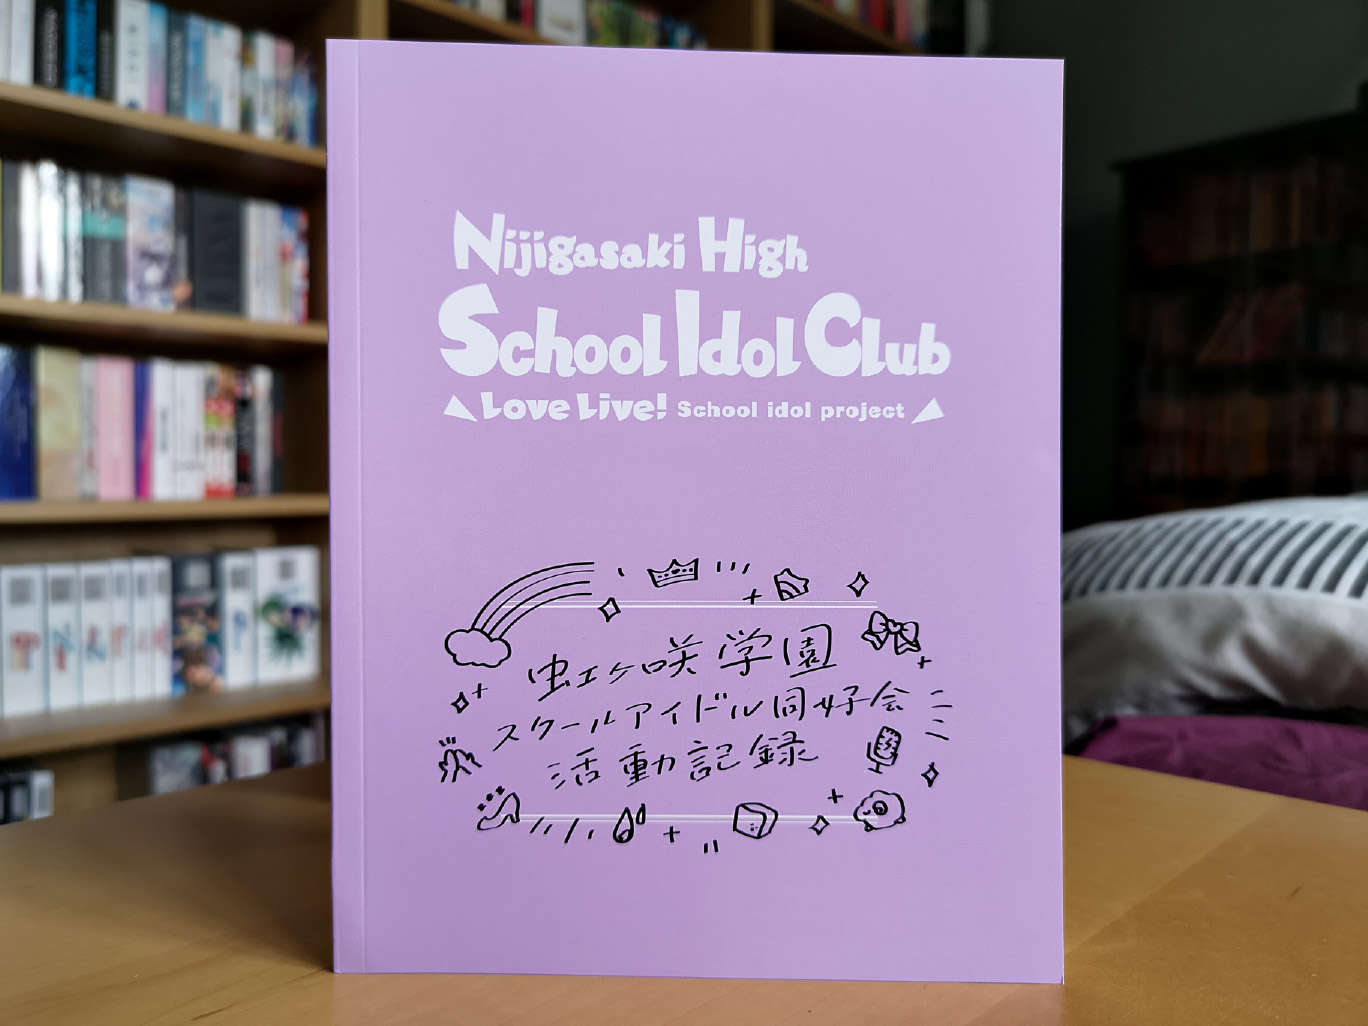 Nijigasaki High
School Idol Club
Love Live! School idol project
虹ヶ咲学園
スクールアイドル同好会
活動記録